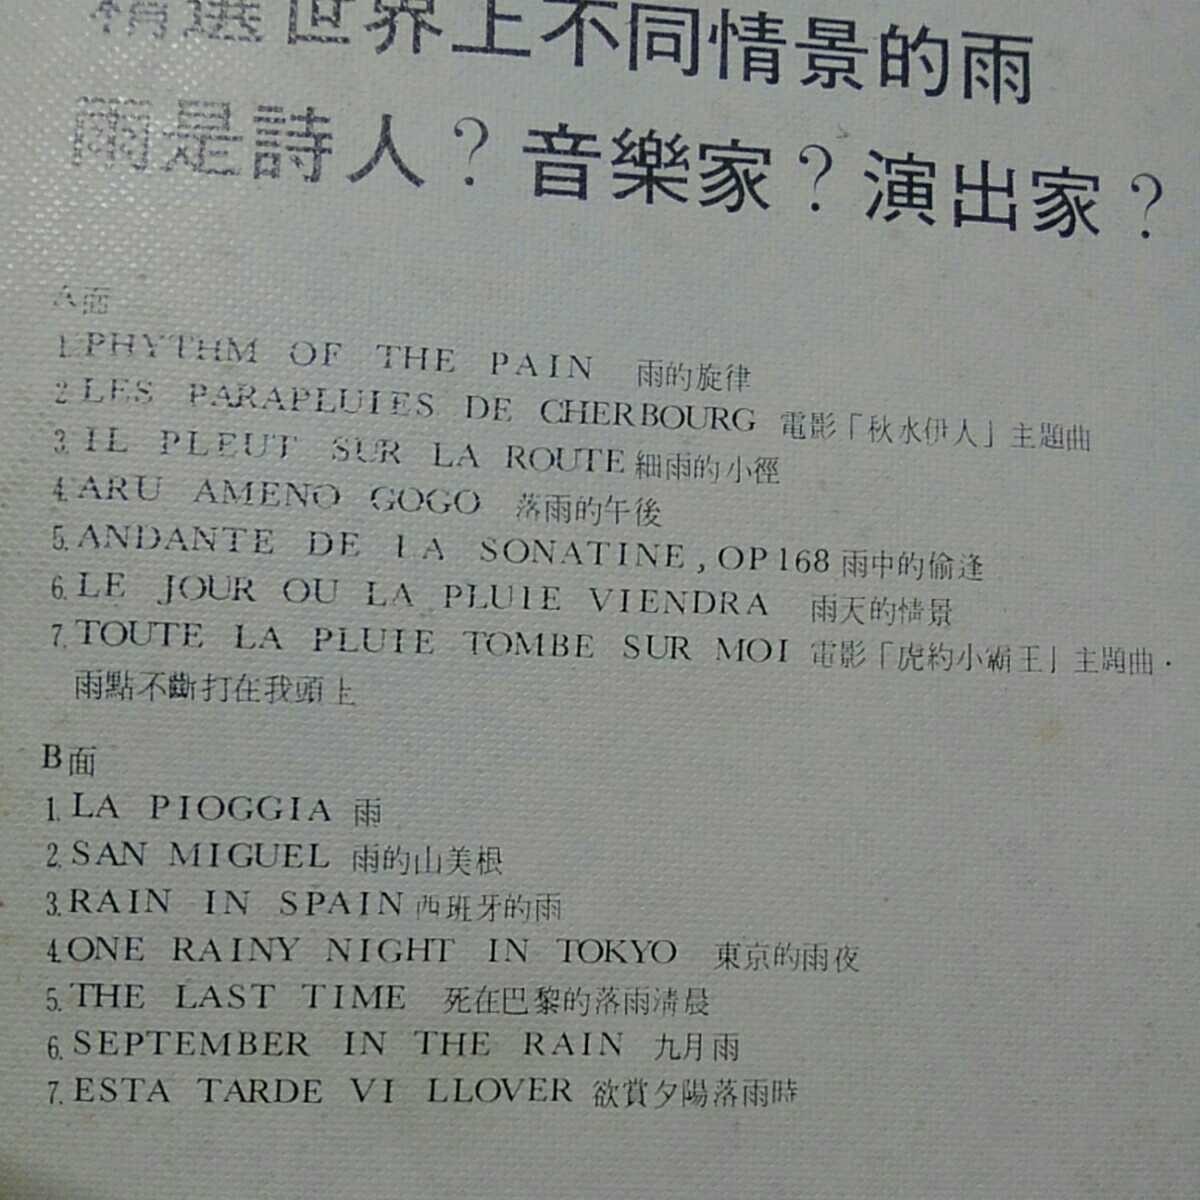 精選世界上不同情景的雨
雨是詩人？音樂家？演出家？
A面
1.PHYTHM OF THE PAIN 雨的旋律
2.LES PARAPLUIES DE CHERBOURG 電影「秋水伊人」主題曲
3.IL PLEUT SUR LA ROUTE 細雨的小徑
4.ARU AMENO GOGO 落雨的午後
5.ANDANTE DE LA SONATINE,OP168 雨中的偷逢
6.LE JOUR OU LA PLUIE VIENDRA 雨天的情景
7.TOUTE LA PLUIE TOMBE SUR MOI 電影「虎約小霸王」主題曲·
雨點不斷打在我頭上
B面
1.LA PIOGGIA 雨
2.SAN MIGUEL 雨的山美根
3.RAIN IN SPAIN 西班牙的雨
4.ONE RAINY NIGHT IN TOKYO 東京的雨夜
5.THE LAST TIME 死在巴黎的落雨清晨
6.SEPTEMBER IN THE RAIN 九月雨
7.ESTA TARDE VI LLOVER 欲賞夕陽落雨時